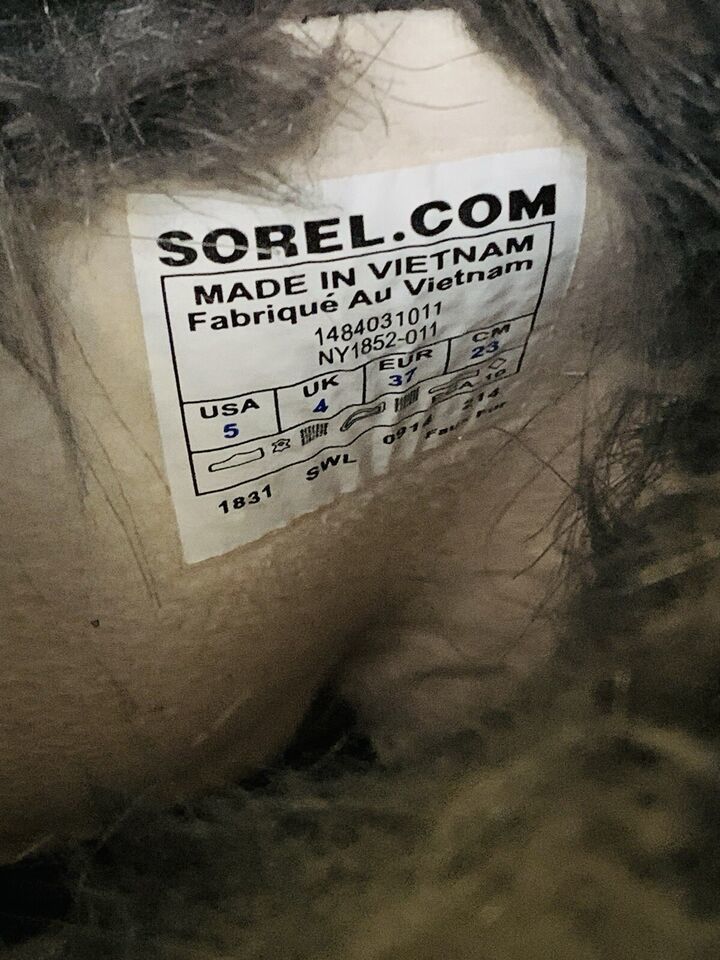 SOREL.COM
MADE IN VIETNAM
Fabriqué Au Vietnam
1484031011
NY1852-011
USA UK EUR CM
5 4 37 23
1831 SWL 214
Faux Fur